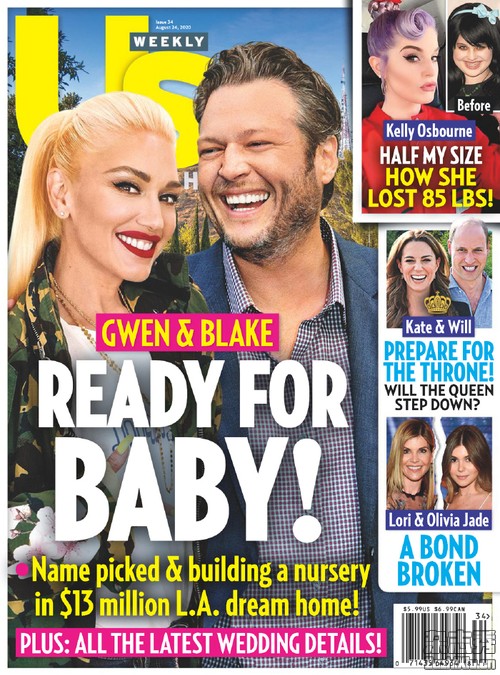 Us
WEEKLY
Issue 34
August 24, 2020
Before
Kelly Osbourne
HALF MY SIZE
HOW SHE
LOST 85 LBS!
Kate & Will
PREPARE FOR
THE THRONE!
WILL THE QUEEN
STEP DOWN?
Lori & Olivia Jade
A BOND
BROKEN
GWEN & BLAKE
READY FOR
BABY!
• Name picked & building a nursery
in $13 million L.A. dream home!
PLUS: ALL THE LATEST WEDDING DETAILS!
$5.99US $6.99CAN
34>